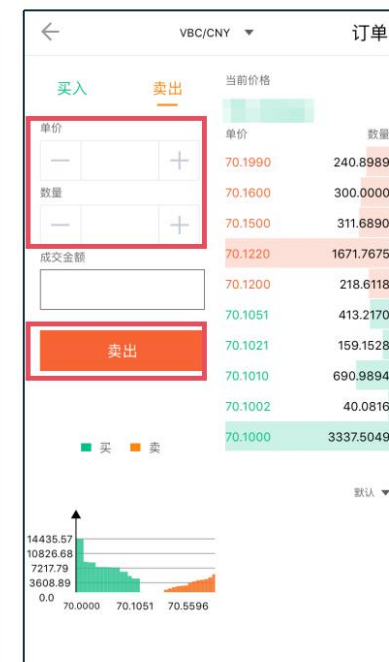 VBC/CNY
订单
买入
卖出
当前价格
单价
数量
单价
数量
70.1990 240.8989
70.1600 300.0000
70.1500 311.6890
70.1220 1671.7675
70.1200 218.6118
70.1051 413.2170
70.1021 159.1528
70.1010 690.9894
70.1002 40.0816
70.1000 3337.5049
成交金额
卖出
买 卖
默认
14435.57
10826.68
7217.79
3608.89
0.0
70.0000 70.1051 70.5596